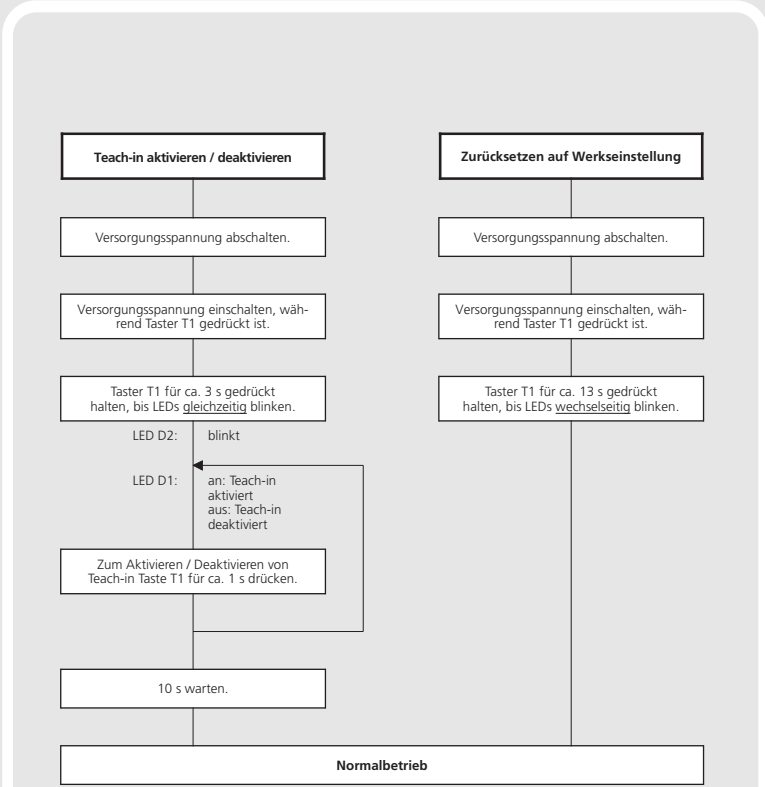 Teach-in aktivieren / deaktivieren
Versorgungsspannung abschalten.
Versorgungsspannung einschalten, wäh-
rend Taster T1 gedrückt ist.
Taster T1 für ca. 3 s gedrückt
halten, bis LEDs gleichzeitig blinken.
LED D2: blinkt
LED D1: an: Teach-in
aktiviert
aus: Teach-in
deaktiviert
Zum Aktivieren / Deaktivieren von
Teach-in Taste T1 für ca. 1 s drücken.
10 s warten.
Zurücksetzen auf Werkseinstellung
Versorgungsspannung abschalten.
Versorgungsspannung einschalten, wäh-
rend Taster T1 gedrückt ist.
Taster T1 für ca. 13 s gedrückt
halten, bis LEDs wechselseitig blinken.
Normalbetrieb